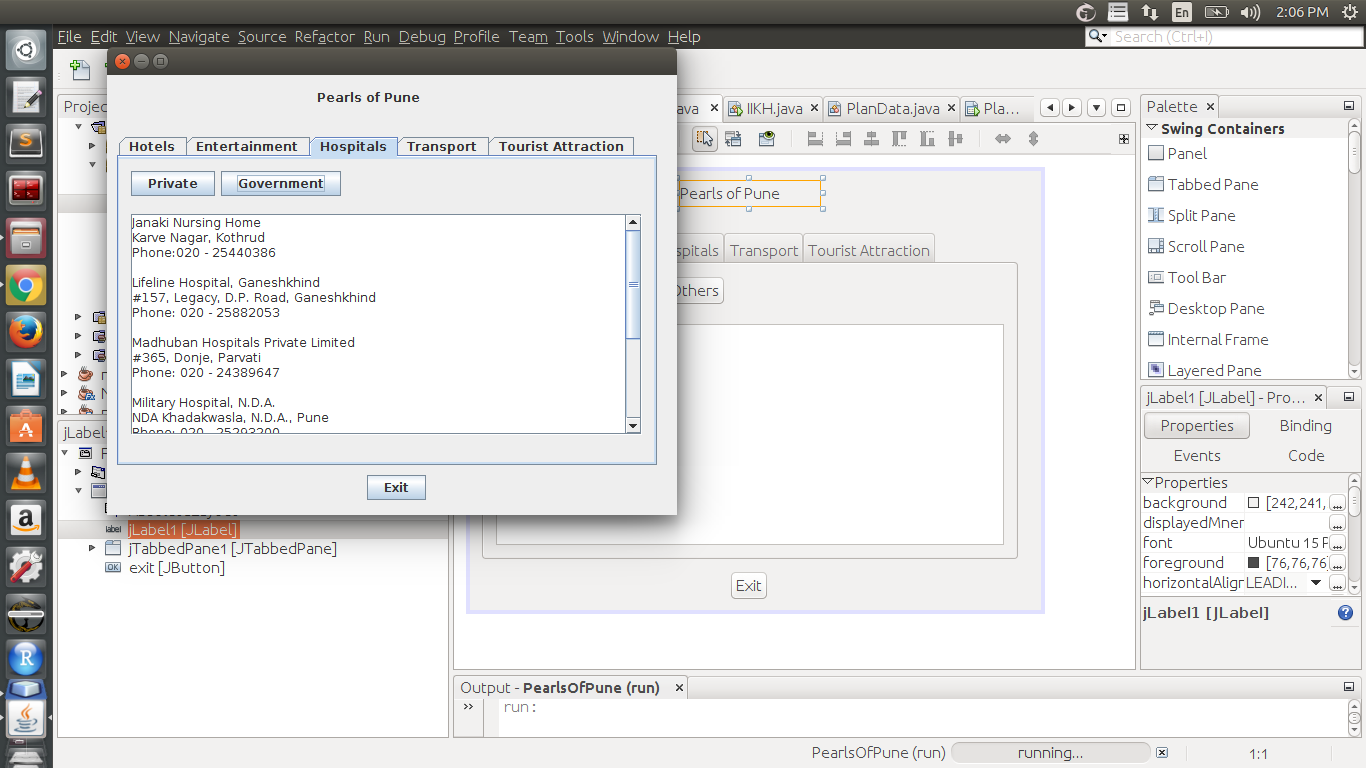 En
2:06 PM
File Edit View Navigate Source Refactor Run Debug Profile Team Tools Window Help
Search (Ctrl+I)
Pearls of Pune
Hotels
Entertainment
Hospitals
Transport
Tourist Attraction
Private
Government
Janaki Nursing Home
Karve Nagar, Kothrud
Phone:020 - 25440386
Lifeline Hospital, Ganeshkhind
#157, Legacy, D.P. Road, Ganeshkhind
Phone: 020 - 25882053
Madhuban Hospitals Private Limited
#365, Donje, Parvati
Phone: 020 - 24389647
Military Hospital, N.D.A.
NDA Khadakwasla, N.D.A., Pune
Phone: 020 - 25293200
Exit
Projec
IIKH.java
PlanData.java
Pla...
Pearls of Pune
spitals
Transport
Tourist Attraction
Others
Exit
jLabel
label
jLabel1 [JLabel]
jTabbedPane1 [JTabbedPane]
OK
exit [JButton]
Output - PearlsOfPune (run)
run:
PearlsOfPune (run)
running...
1:1
Palette
Swing Containers
Panel
Tabbed Pane
Split Pane
Scroll Pane
Tool Bar
Desktop Pane
Internal Frame
Layered Pane
jLabel1 [JLabel] - Pro...
Properties
Binding
Events
Code
Properties
background
[242,241,
...
displayedMner
...
font
Ubuntu 15 P
...
foreground
[76,76,76]
...
horizontalAligr
LEADI...
...
jLabel1 [JLabel]